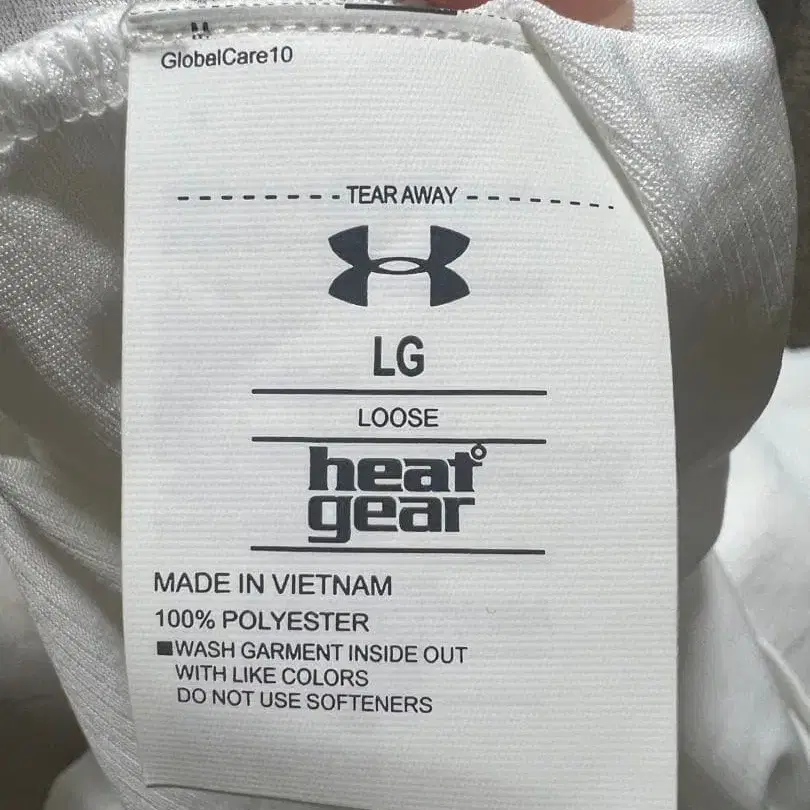 GlobalCare10
TEAR AWAY
LG
LOOSE
heat°
gear
MADE IN VIETNAM
100% POLYESTER
■WASH GARMENT INSIDE OUT
WITH LIKE COLORS
DO NOT USE SOFTENERS